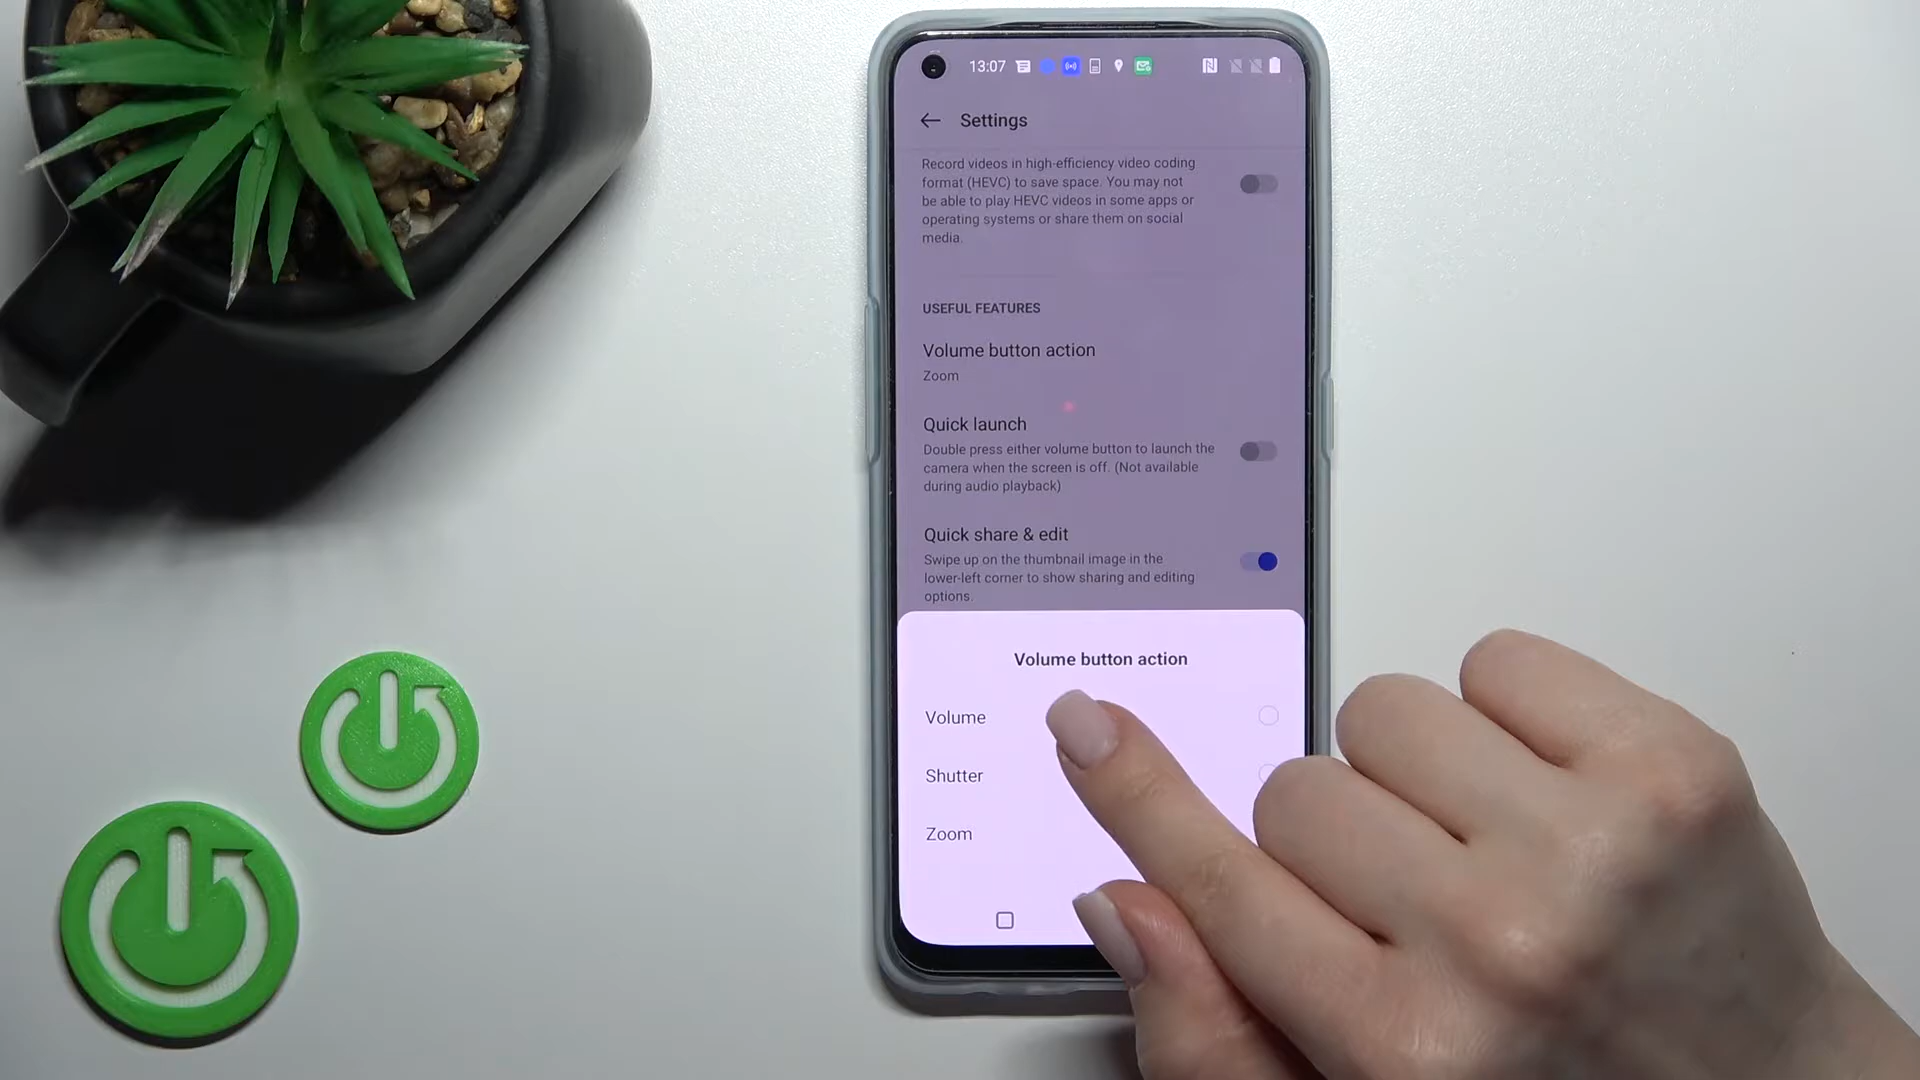 13:07
Settings
Record videos in high-efficiency video coding
format (HEVC) to save space. You may not
be able to play HEVC videos in some apps or
operating systems or share them on social
media.
USEFUL FEATURES
Volume button action
Zoom
Quick launch
Double press either volume button to launch the
camera when the screen is off. (Not available
during audio playback)
Quick share & edit
Swipe up on the thumbnail image in the
lower-left corner to show sharing and editing
options.
Volume button action
Volume
Shutter
Zoom